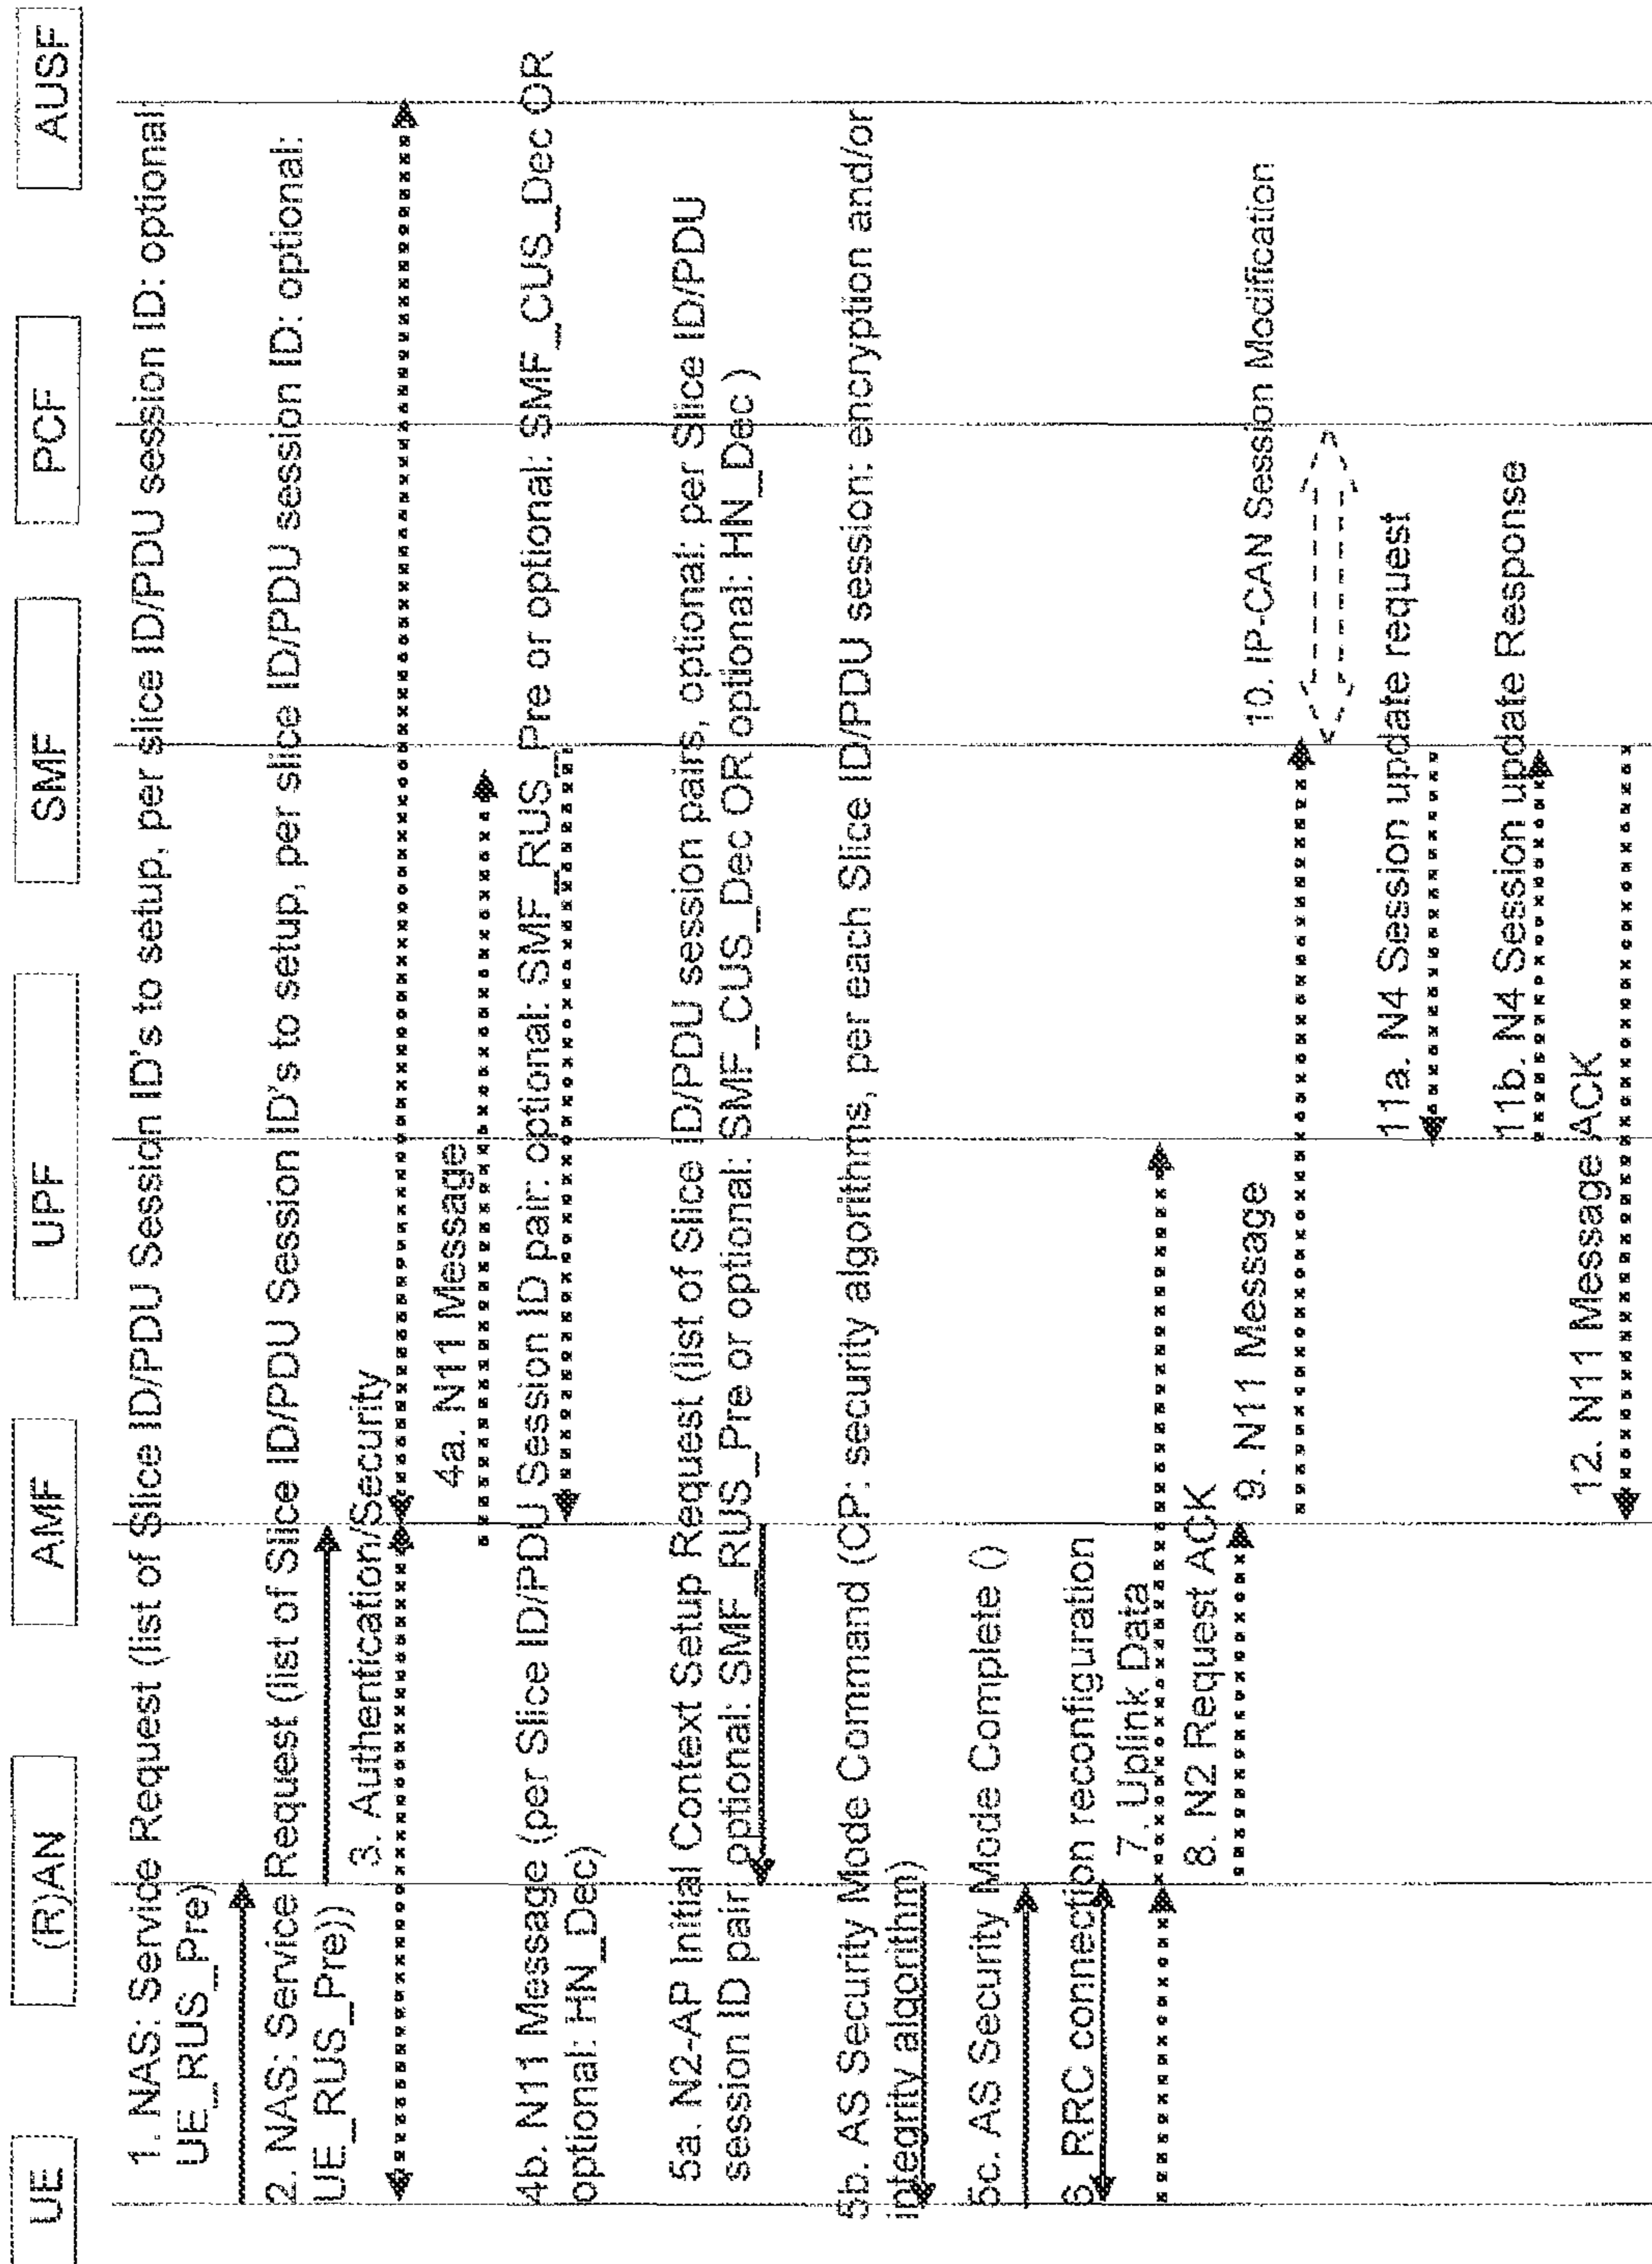 UE (R)AN AMF UPF SMF PCF AUSF
1. NAS: Service Request (list of Slice ID/PDU Session ID's to setup, per slice ID/PDU session ID: optional:
UE_RUS_Pre)
2. NAS: Service Request (list of Slice ID/PDU Session ID's to setup, per slice ID/PDU session ID: optional:
UE_RUS_Pre))
3. Authentication/Security
4a. N11 Message
4b. N11 Message (per Slice ID/PDU Session ID pair: optional: SMF_RUS_Pre or optional: SMF_CUS_Dec OR
optional: HN_Dec)
5a. N2-AP Initial Context Setup Request (list of Slice ID/PDU session pairs, optional: per Slice ID/PDU
session ID pair: optional: SMF_RUS_Pre or optional: SMF_CUS_Dec OR optional: HN_Dec )
5b. AS Security Mode Command (CP: security algorithms, per each Slice ID/PDU session: encryption and/or
integrity algorithm)
5c. AS Security Mode Complete ()
6. RRC connection reconfiguration
7. Uplink Data
8. N2 Request ACK
9. N11 Message
10. IP-CAN Session Modification
11a. N4 Session update request
11b. N4 Session update Response
12. N11 Message ACK